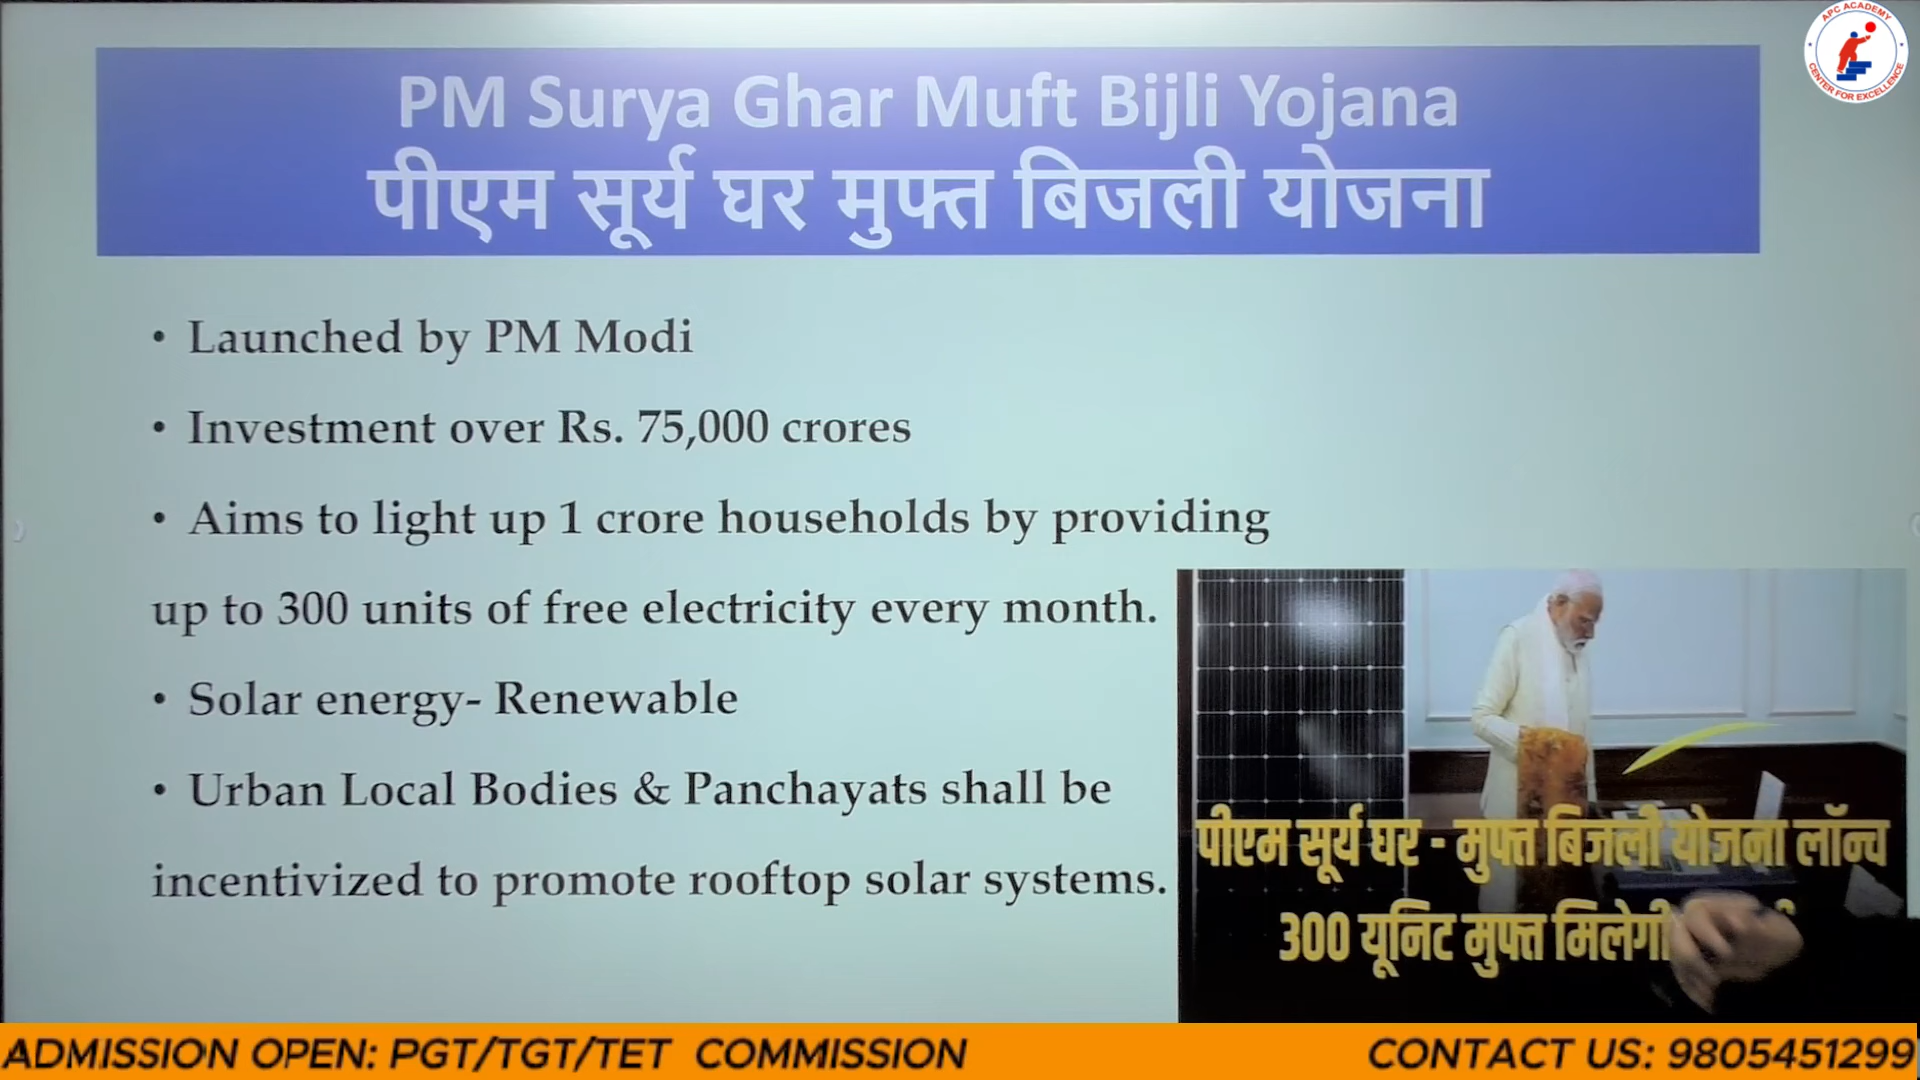 APC ACADEMY
CENTER FOR EXCELLENCE
PM Surya Ghar Muft Bijli Yojana
पीएम सूर्य घर मुफ्त बिजली योजना
• Launched by PM Modi
• Investment over Rs. 75,000 crores
• Aims to light up 1 crore households by providing
up to 300 units of free electricity every month.
• Solar energy- Renewable
• Urban Local Bodies & Panchayats shall be
incentivized to promote rooftop solar systems.
पीएम सूर्य घर - मुफ्त बिजली योजना लॉन्च
300 यूनिट मुफ्त मिलेगी
ADMISSION OPEN: PGT/TGT/TET COMMISSION
CONTACT US: 9805451299